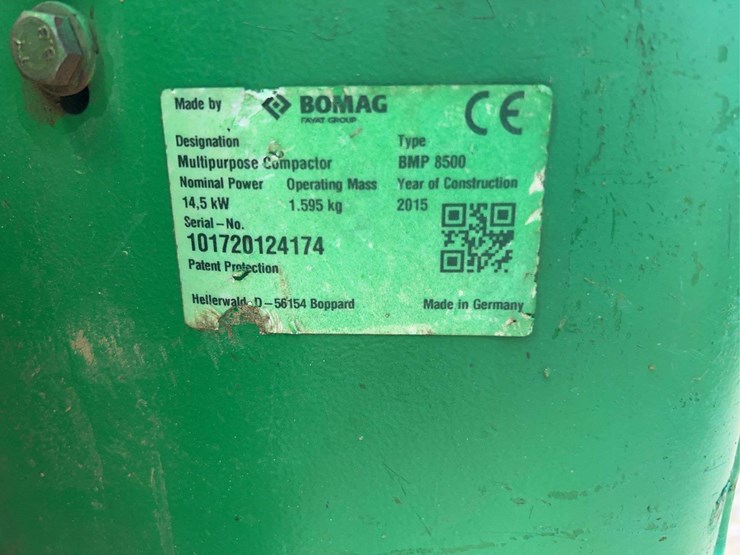 Made by BOMAG
FAYAT GROUP
CE
Designation Type
Multipurpose Compactor BMP 8500
Nominal Power Operating Mass Year of Construction
14,5 kW 1.595 kg 2015
Serial-No.
101720124174
Patent Protection
Hellerwald D-56154 Boppard Made in Germany